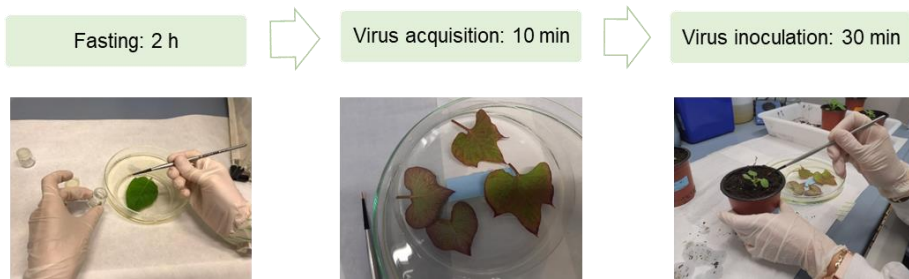 Fasting: 2 h
Virus acquisition: 10 min
Virus inoculation: 30 min